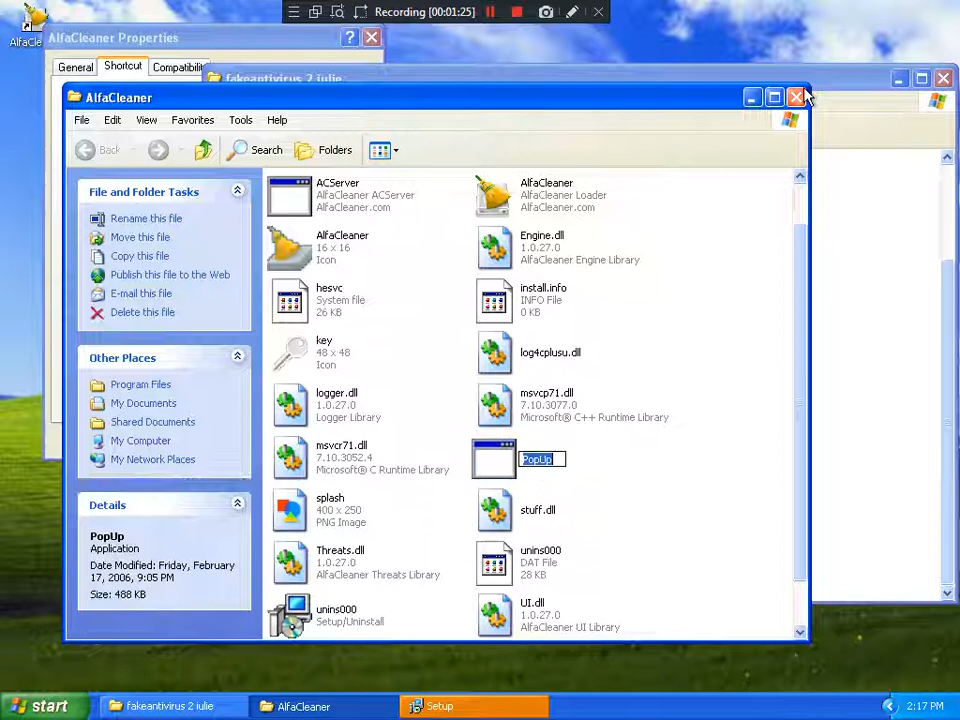 Recording [00:01:25]
AlfaCle
AlfaCleaner Properties
General
Shortcut
Compatibili
fakeantivirus 2 iulie
AlfaCleaner
File Edit View Favorites Tools Help
Back
Search
Folders
File and Folder Tasks
Rename this file
Move this file
Copy this file
Publish this file to the Web
E-mail this file
Delete this file
Other Places
Program Files
My Documents
Shared Documents
My Computer
My Network Places
Details
PopUp
Application
Date Modified: Friday, February
17, 2006, 9:05 PM
Size: 488 KB
ACServer
AlfaCleaner ACServer
AlfaCleaner.com
AlfaCleaner
AlfaCleaner Loader
AlfaCleaner.com
AlfaCleaner
16 x 16
Icon
Engine.dll
1.0.27.0
AlfaCleaner Engine Library
hesvc
System file
26 KB
install.info
INFO File
0 KB
key
48 x 48
Icon
log4cplusu.dll
logger.dll
1.0.27.0
Logger Library
msvcp71.dll
7.10.3077.0
Microsoft® C++ Runtime Library
msvcr71.dll
7.10.3052.4
Microsoft® C Runtime Library
PopUp
splash
400 x 250
PNG Image
stuff.dll
Threats.dll
1.0.27.0
AlfaCleaner Threats Library
unins000
DAT File
28 KB
unins000
Setup/Uninstall
UI.dll
1.0.27.0
AlfaCleaner UI Library
start
fakeantivirus 2 iulie
AlfaCleaner
Setup
2:17 PM